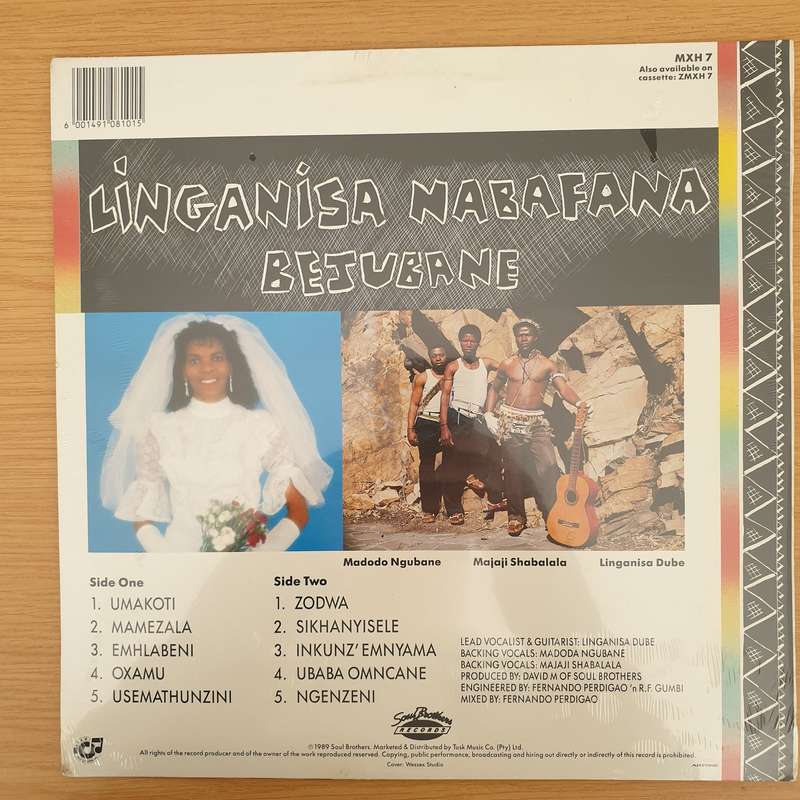 MXH 7
Also available on
cassette: ZMXH 7
6 001491 081015
LINGANISA NABAFANA
BEJUBANE
Madodo Ngubane Majaji Shabalala Linganisa Dube
Side One
1. UMAKOTI
2. MAMEZALA
3. EMHLABENI
4. OXAMU
5. USEMATHUNZINI
Side Two
1. ZODWA
2. SIKHANYISELE
3. INKUNZ' EMNYAMA
4. UBABA OMNCANE
5. NGENZENI
LEAD VOCALIST & GUITARIST: LINGANISA DUBE
BACKING VOCALS: MADODA NGUBANE
BACKING VOCALS: MAJAJI SHABALALA
PRODUCED BY: DAVID M OF SOUL BROTHERS
ENGINEERED BY: FERNANDO PERDIGAO 'n R.F. GUMBI
MIXED BY: FERNANDO PERDIGAO
Soul Brothers
RECORDS
℗ 1989 Soul Brothers. Marketed & Distributed by Tusk Music Co. (Pty) Ltd.
All rights of the record producer and of the owner of the work reproduced reserved. Copying, public performance, broadcasting and hiring out directly or indirectly of this record is prohibited.
Cover: Wessex Studio